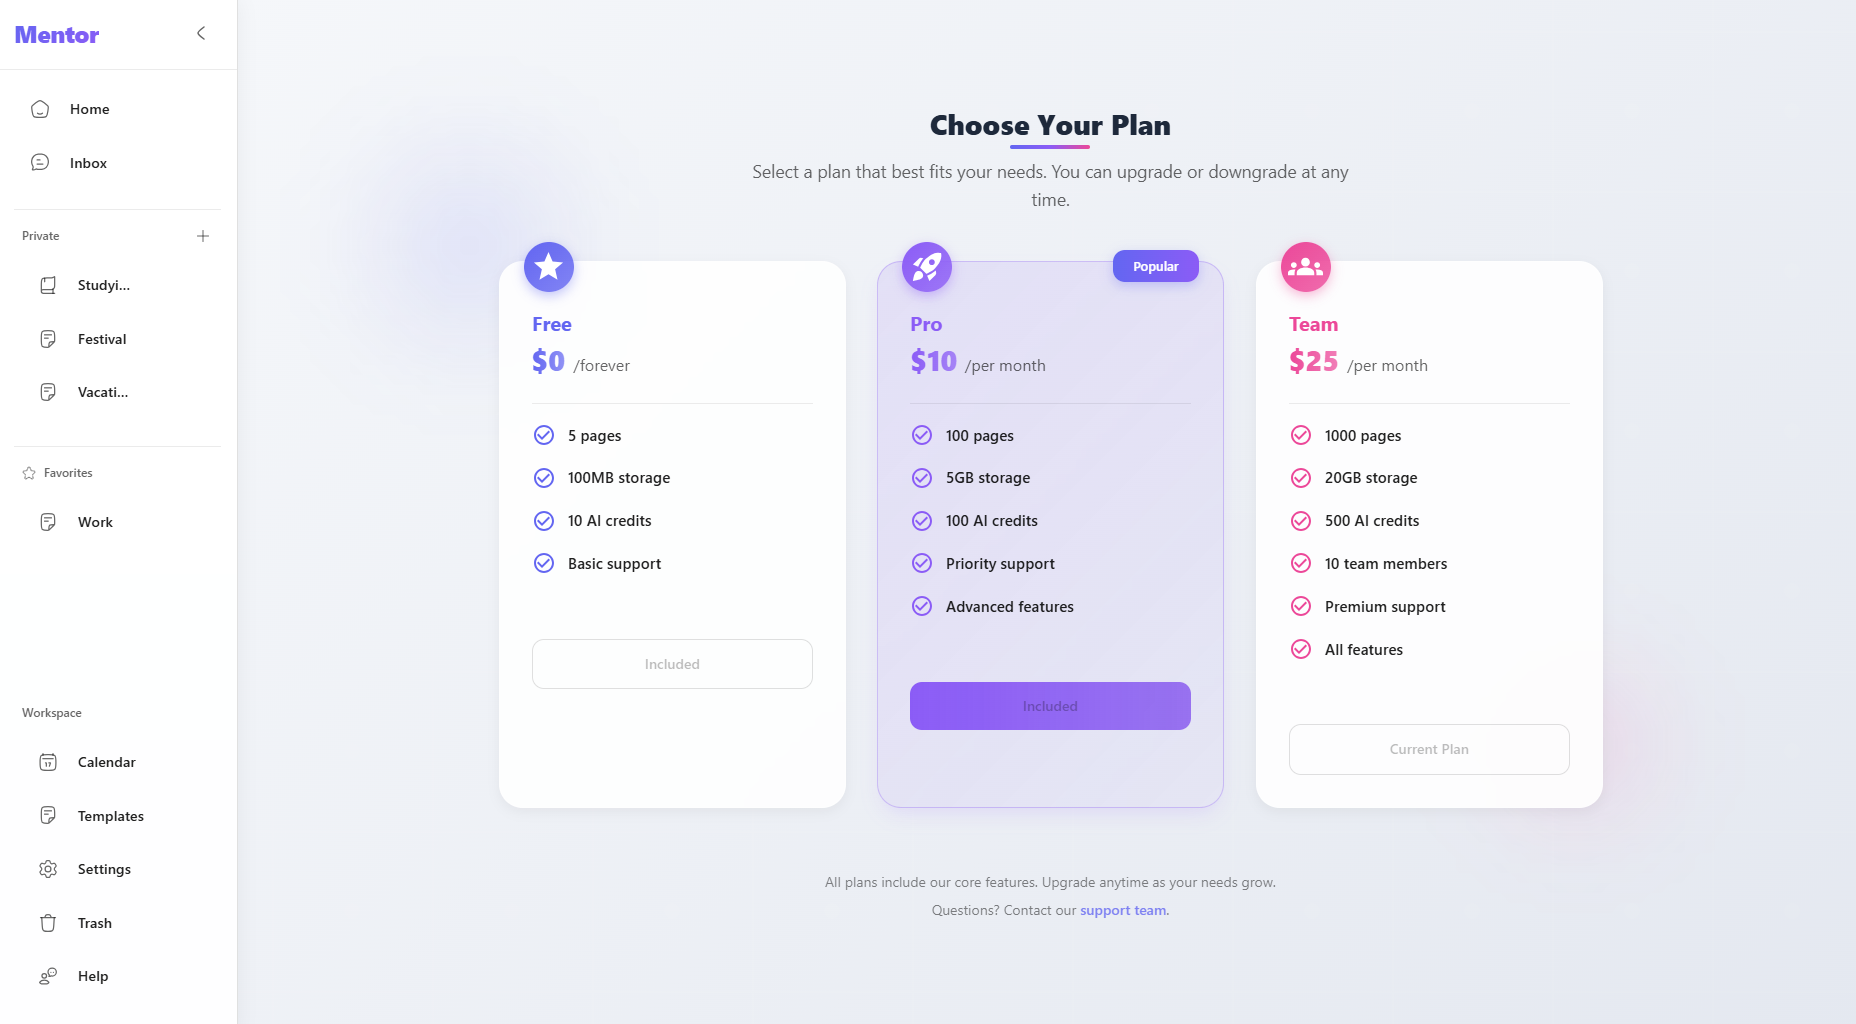 Mentor
Home
Inbox
Private
Studyi...
Festival
Vacati...
Favorites
Work
Workspace
Calendar
17
Templates
Settings
Trash
Help
Choose Your Plan
Select a plan that best fits your needs. You can upgrade or downgrade at any
time.
Free
$0 /forever
5 pages
100MB storage
10 AI credits
Basic support
Included
Popular
Pro
$10 /per month
100 pages
5GB storage
100 AI credits
Priority support
Advanced features
Included
Team
$25 /per month
1000 pages
20GB storage
500 AI credits
10 team members
Premium support
All features
Current Plan
All plans include our core features. Upgrade anytime as your needs grow.
Questions? Contact our support team.